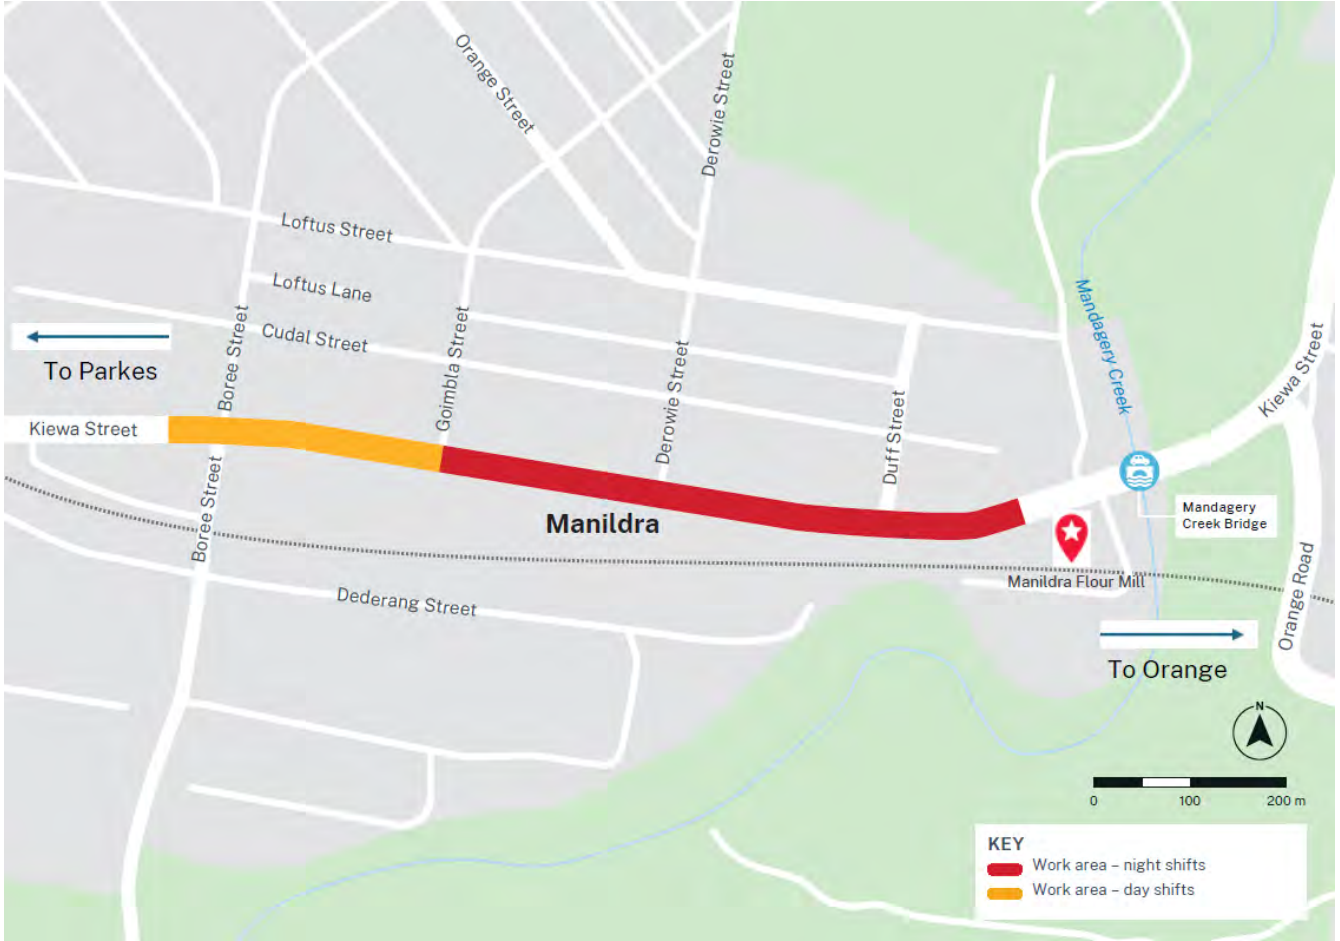 Orange Street
Derowie Street
Loftus Street
Loftus Lane
Cudal Street
Boree Street
Goimbla Street
Derowie Street
Duff Street
Mandagery Creek
Kiewa Street
To Parkes
Kiewa Street
Boree Street
Manildra
Mandagery
Creek Bridge
Manildra Flour Mill
Dederang Street
Orange Road
To Orange
N
0 100 200 m
KEY
Work area – night shifts
Work area – day shifts